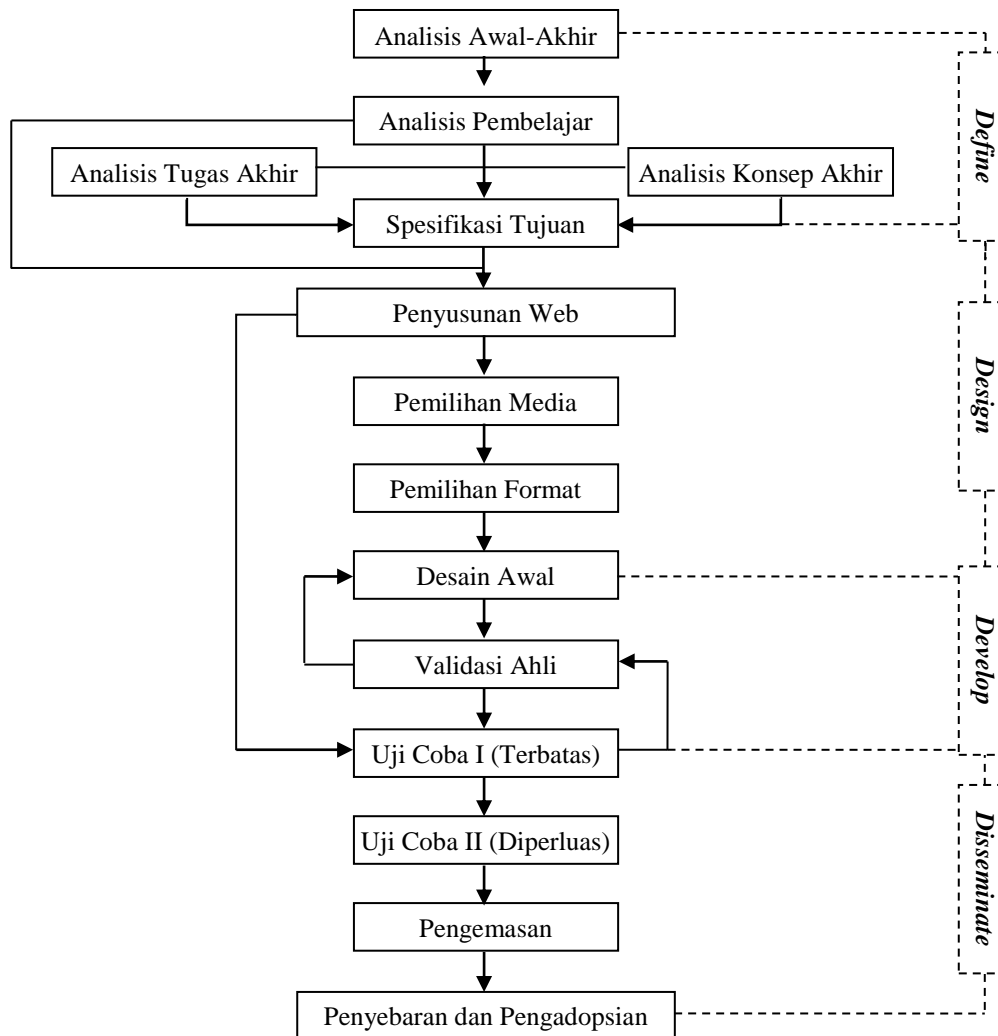 Analisis Awal-Akhir
Analisis Pembelajar
Analisis Tugas Akhir
Analisis Konsep Akhir
Spesifikasi Tujuan
Define
Penyusunan Web
Pemilihan Media
Pemilihan Format
Design
Desain Awal
Validasi Ahli
Uji Coba I (Terbatas)
Develop
Uji Coba II (Diperluas)
Pengemasan
Penyebaran dan Pengadopsian
Disseminate